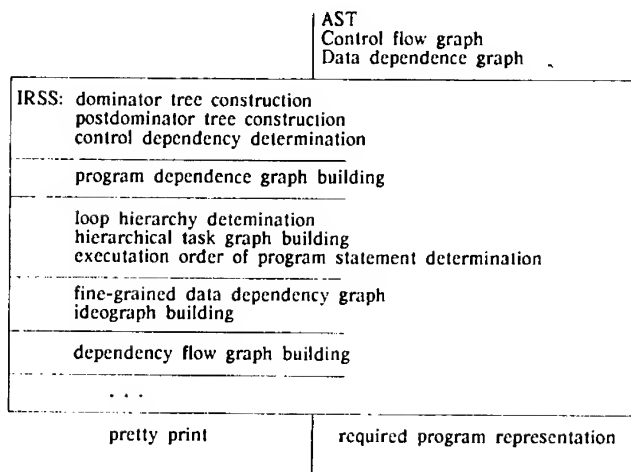 AST
Control flow graph
Data dependence graph
IRSS: dominator tree construction
postdominator tree construction
control dependency determination
program dependence graph building
loop hierarchy detemination
hierarchical task graph building
executation order of program statement determination
fine-grained data dependency graph
ideograph building
dependency flow graph building
. . .
pretty print
required program representation